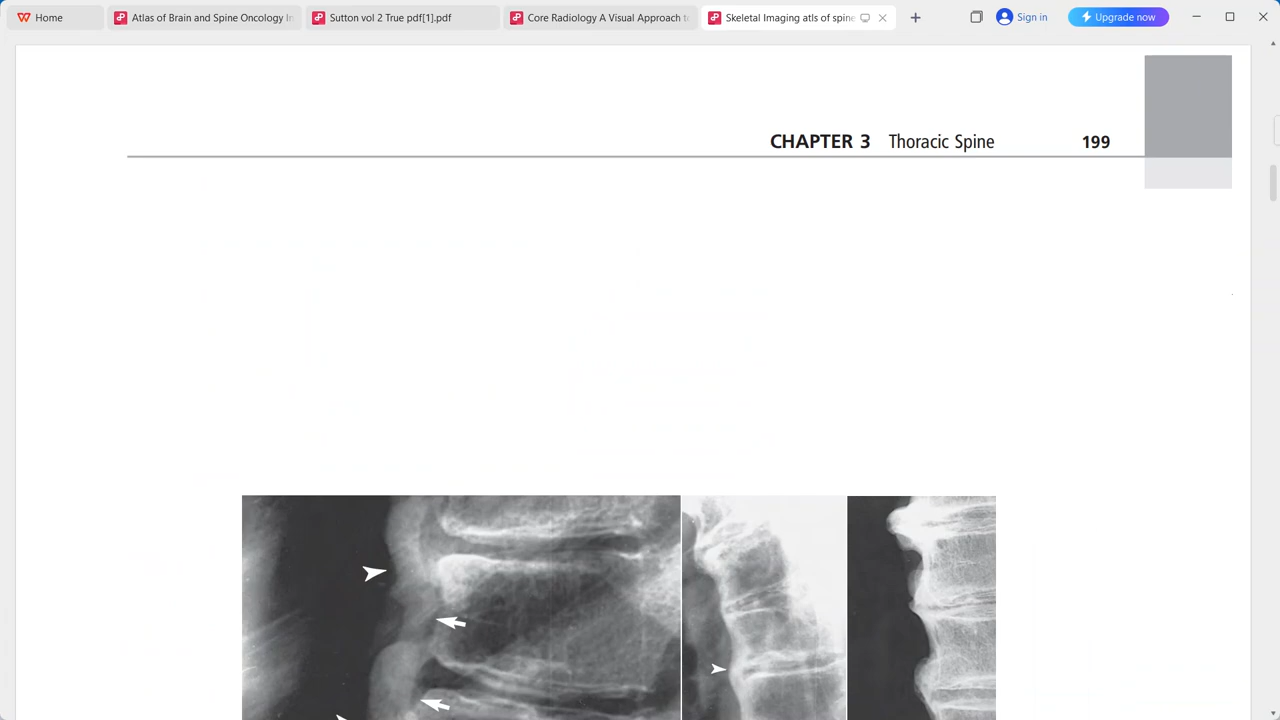 Home
Atlas of Brain and Spine Oncology I
Sutton vol 2 True pdf[1].pdf
Core Radiology A Visual Approach to
Skeletal Imaging atls of spine
Sign in
Upgrade now
CHAPTER 3 Thoracic Spine 199